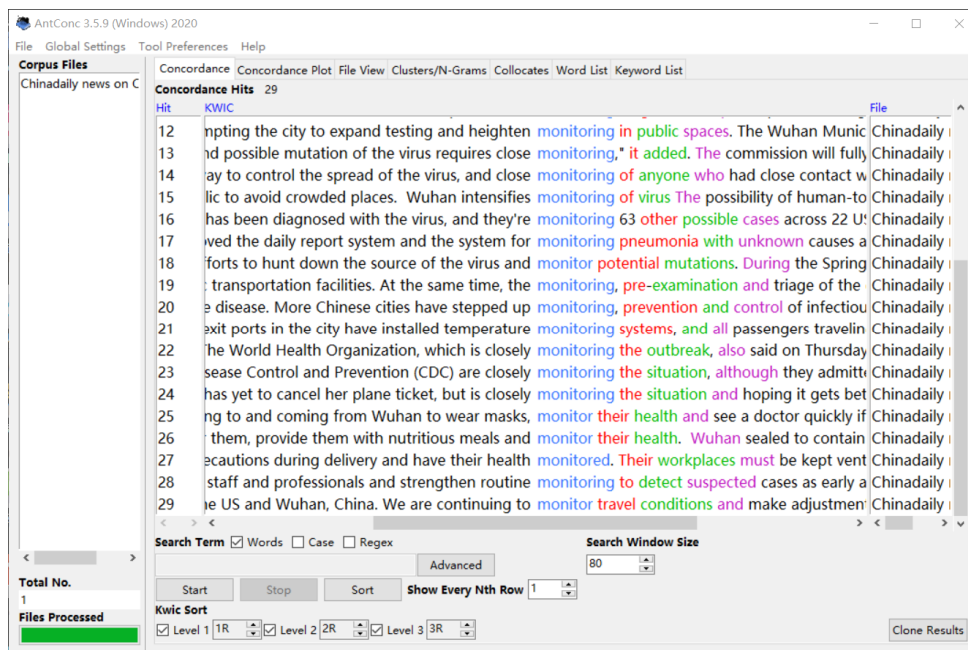 AntConc 3.5.9 (Windows) 2020
File Global Settings Tool Preferences Help
Corpus Files
Chinadaily news on C
Concordance Concordance Plot File View Clusters/N-Grams Collocates Word List Keyword List
Concordance Hits 29
Hit KWIC File
12 mpting the city to expand testing and heighten monitoring in public spaces. The Wuhan Munic Chinadaily
13 nd possible mutation of the virus requires close monitoring," it added. The commission will fully Chinadaily
14 ay to control the spread of the virus, and close monitoring of anyone who had close contact w Chinadaily
15 lic to avoid crowded places. Wuhan intensifies monitoring of virus The possibility of human-to Chinadaily
16 has been diagnosed with the virus, and they're monitoring 63 other possible cases across 22 U Chinadaily
17 oved the daily report system and the system for monitoring pneumonia with unknown causes a Chinadaily
18 forts to hunt down the source of the virus and monitor potential mutations. During the Spring Chinadaily
19 : transportation facilities. At the same time, the monitoring, pre-examination and triage of the Chinadaily
20 e disease. More Chinese cities have stepped up monitoring, prevention and control of infectiou Chinadaily
21 exit ports in the city have installed temperature monitoring systems, and all passengers travelin Chinadaily
22 The World Health Organization, which is closely monitoring the outbreak, also said on Thursday Chinadaily
23 sease Control and Prevention (CDC) are closely monitoring the situation, although they admitt Chinadaily
24 has yet to cancel her plane ticket, but is closely monitoring the situation and hoping it gets bet Chinadaily
25 ng to and coming from Wuhan to wear masks, monitor their health and see a doctor quickly if Chinadaily
26 them, provide them with nutritious meals and monitor their health. Wuhan sealed to contain Chinadaily
27 ecautions during delivery and have their health monitored. Their workplaces must be kept vent Chinadaily
28 staff and professionals and strengthen routine monitoring to detect suspected cases as early a Chinadaily
29 e US and Wuhan, China. We are continuing to monitor travel conditions and make adjustmen Chinadaily
Search Term Words Case Regex Search Window Size
Advanced 80
Total No.
1
Start Stop Sort Show Every Nth Row 1
Files Processed
Kwic Sort
Level 1 1R Level 2 2R Level 3 3R Clone Results